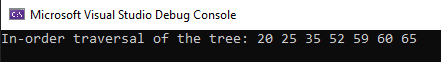 Microsoft Visual Studio Debug Console
In-order traversal of the tree: 20 25 35 52 59 60 65